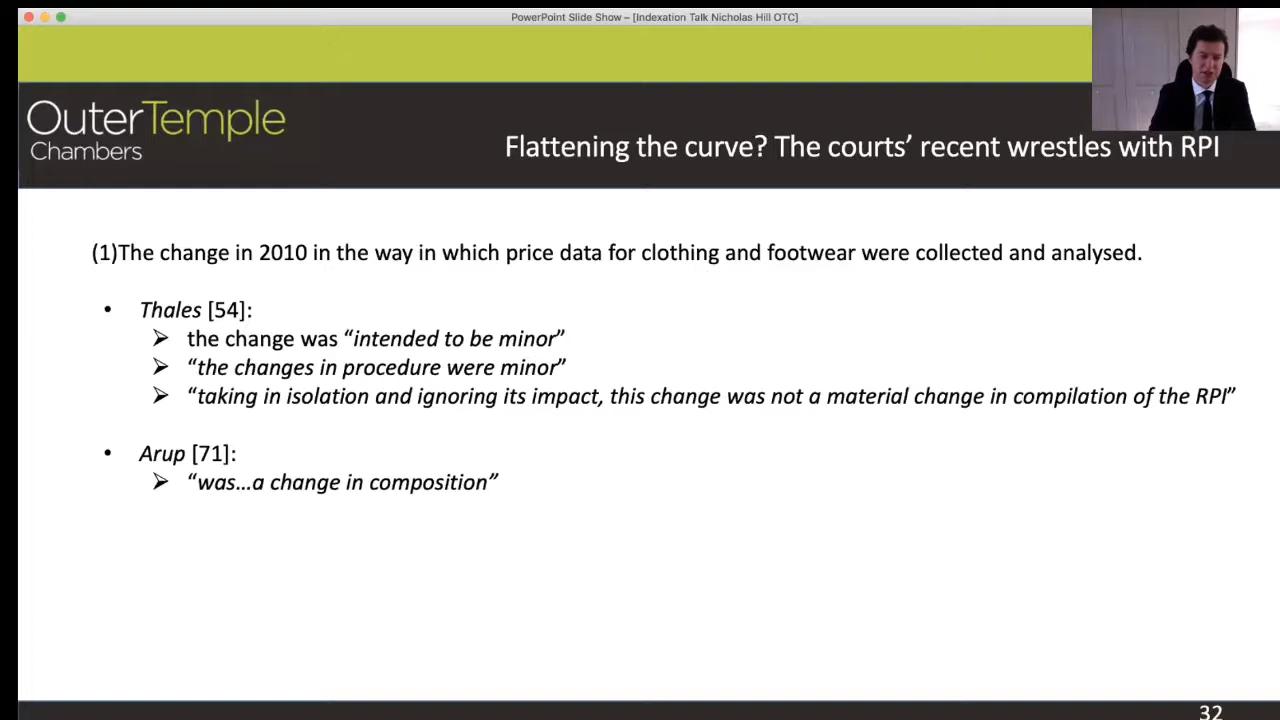 PowerPoint Slide Show – [Indexation Talk Nicholas Hill OTC]
OuterTemple
Chambers
Flattening the curve? The courts’ recent wrestles with RPI
(1)The change in 2010 in the way in which price data for clothing and footwear were collected and analysed.
• Thales [54]:
➢ the change was “intended to be minor”
➢ “the changes in procedure were minor”
➢ “taking in isolation and ignoring its impact, this change was not a material change in compilation of the RPI”
• Arup [71]:
➢ “was…a change in composition”
32